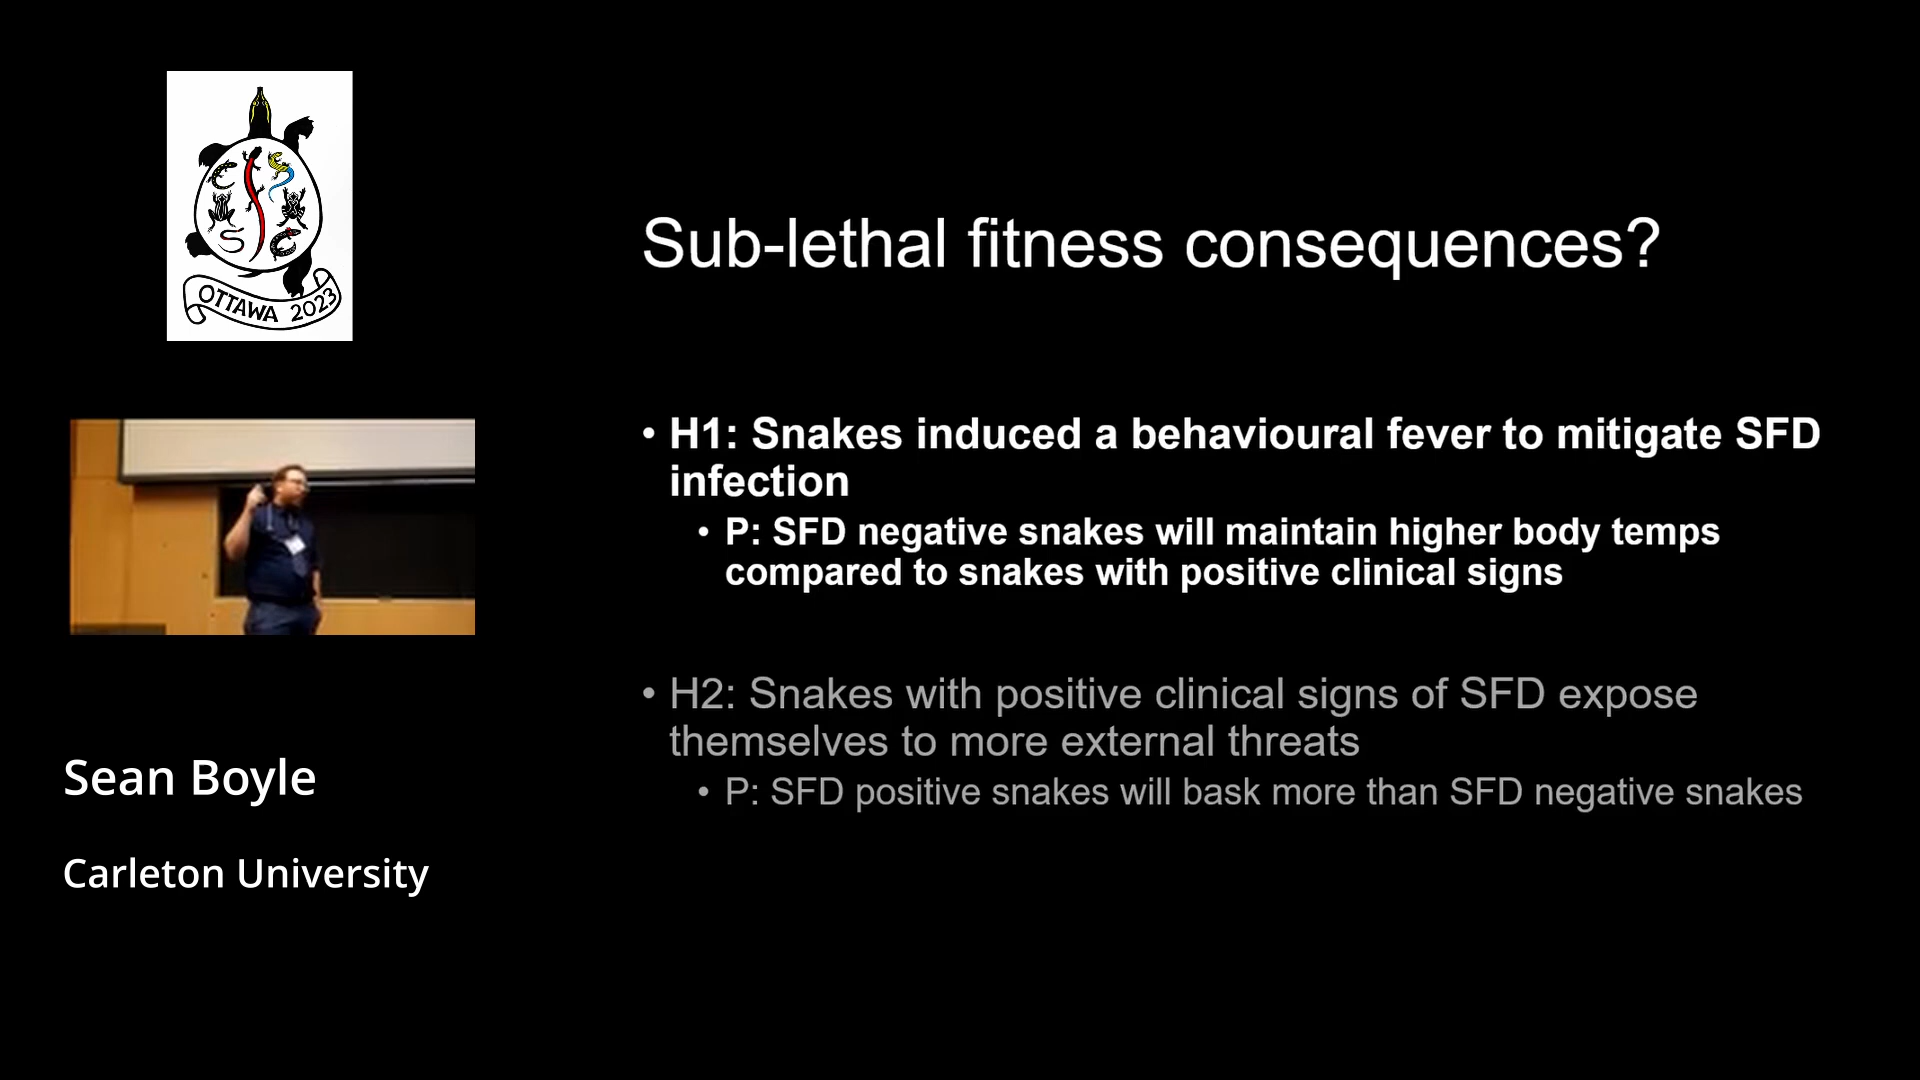 OTTAWA 2023
Sub-lethal fitness consequences?
• H1: Snakes induced a behavioural fever to mitigate SFD
infection
• P: SFD negative snakes will maintain higher body temps
compared to snakes with positive clinical signs
• H2: Snakes with positive clinical signs of SFD expose
themselves to more external threats
• P: SFD positive snakes will bask more than SFD negative snakes
Sean Boyle
Carleton University